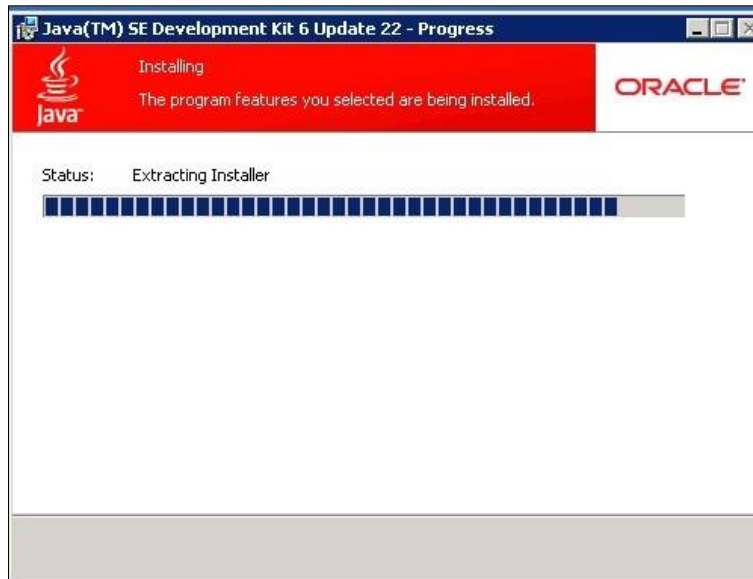 Java(TM) SE Development Kit 6 Update 22 - Progress
Installing
The program features you selected are being installed.
Java™
ORACLE®
Status: Extracting Installer